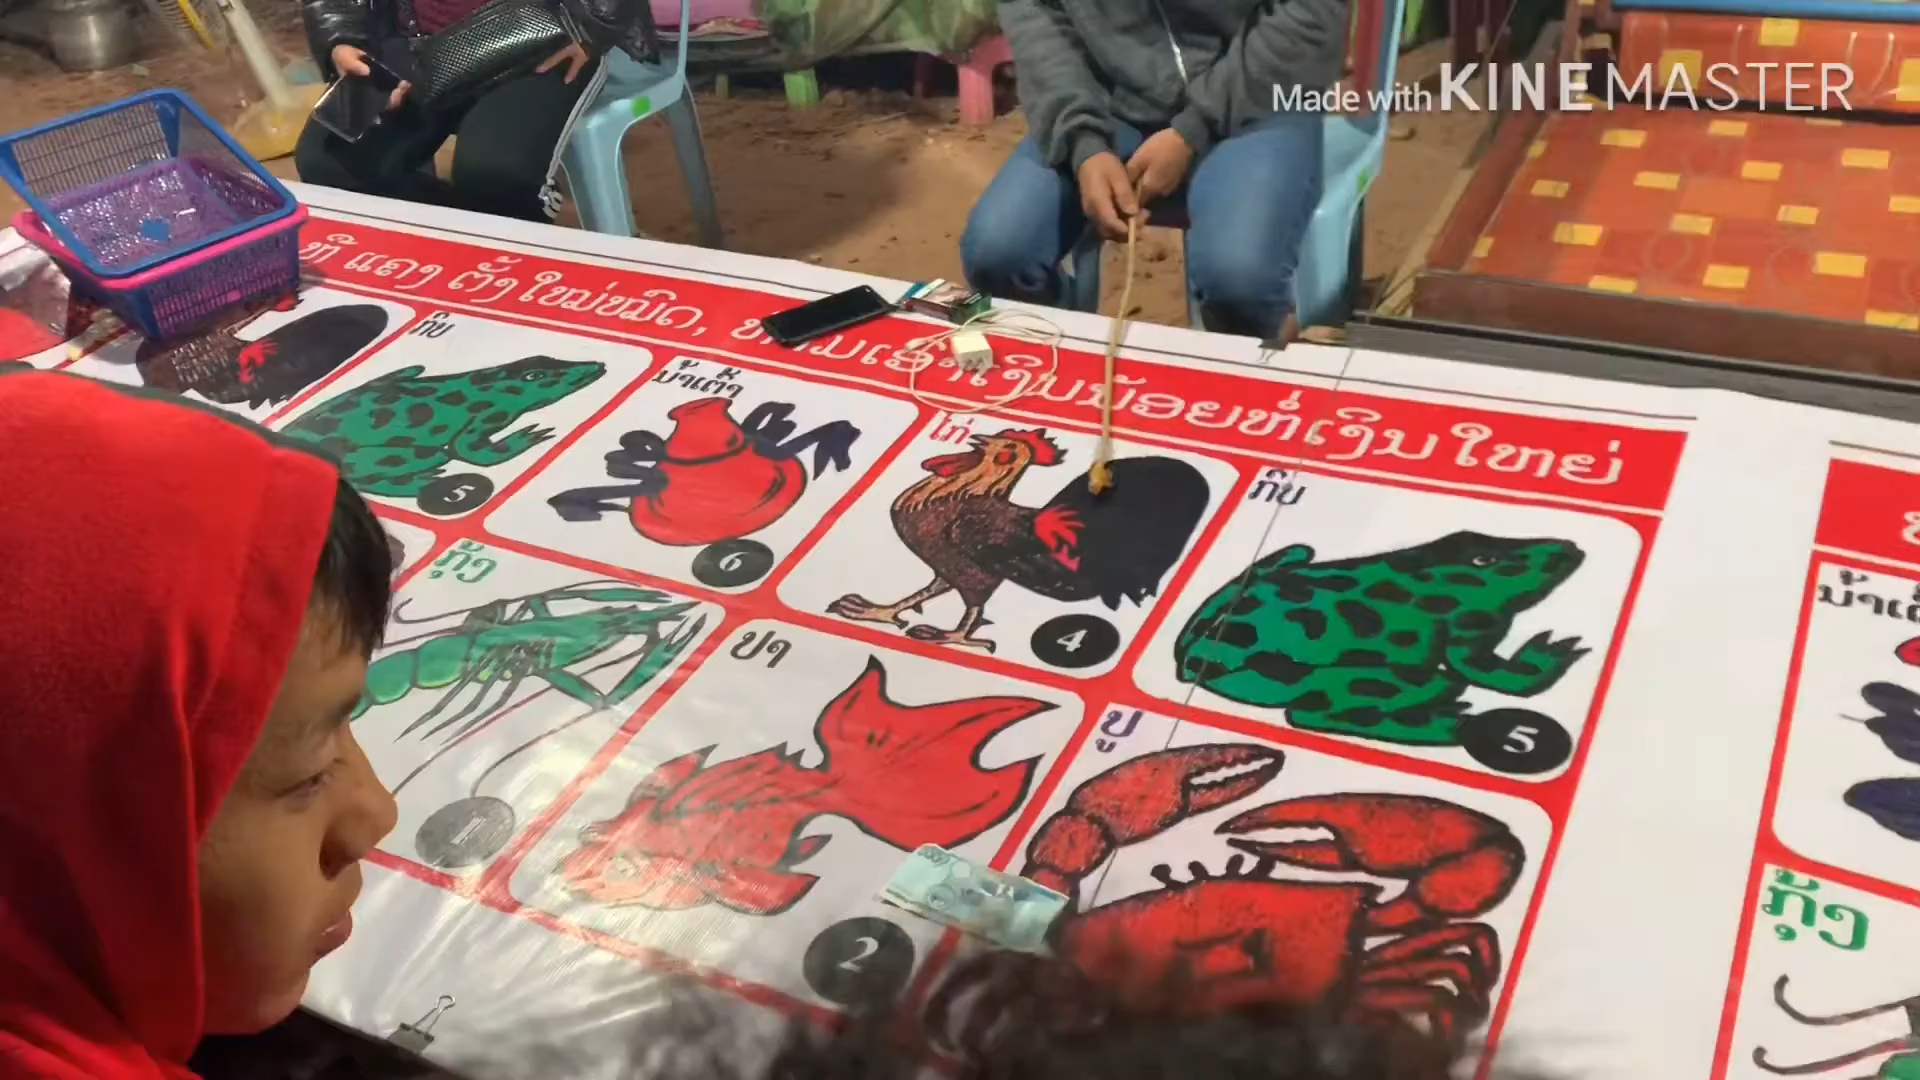 Made with KINEMASTER
ແຄງ ຕັ້ງ ໃໝ່ໝົດ,
ເງິນນ້ອຍຫໍ່ເງິນ ໃຫຍ່
ກົບ
5
ນ້ຳເຕົ້າ
6
ໄກ່
4
ກົບ
5
ກຸ້ງ
1
ປາ
2
ປູ
ກຸ້ງ